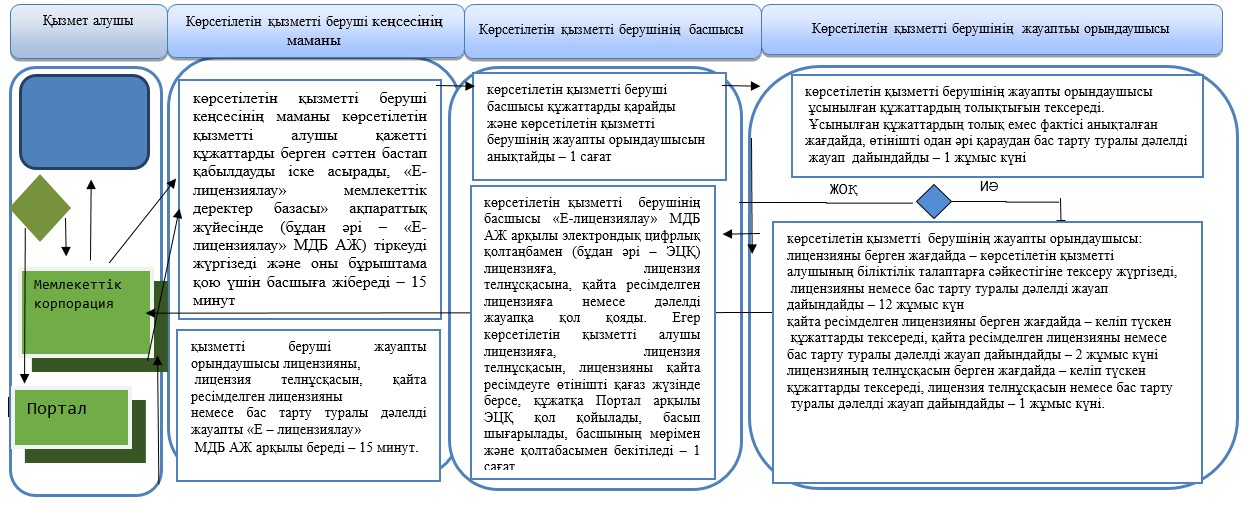 Қызмет алушы
Көрсетілетін қызметті беруші кеңсесінің
маманы
Көрсетілетін қызметті берушінің басшысы
Көрсетілетін қызметті берушінің жауаптыы орындаушысы
Мемлекеттік
корпорация
Портал
көрсетілетін қызметті беруші
кеңсесінің маманы көрсетілетін
қызметті алушы қажетті
құжаттарды берген сәттен бастап
қабылдауды іске асырады, «Е-
лицензиялау» мемлекеттік
деректер базасы» ақпараттық
жүйесінде (бұдан әрі – «Е-
лицензиялау» МДБ АЖ) тіркеуді
жүргізеді және оны бұрыштама
қою үшін басшыға жібереді – 15
минут
қызметті беруші жауапты
орындаушысы лицензияны,
лицензия телнұсқасын, қайта
ресімделген лицензияны
немесе бас тарту туралы дәлелді
жауапты «Е – лицензиялау»
МДБ АЖ арқылы береді – 15 минут.
көрсетілетін қызметті беруші
басшысы құжаттарды қарайды
және көрсетілетін қызметті
берушінің жауапты орындаушысын
анықтайды – 1 сағат
көрсетілетін қызметті берушінің
басшысы «Е-лицензиялау» МДБ
АЖ арқылы электрондық цифрлық
қолтаңбамен (бұдан әрі – ЭЦҚ)
лицензияға, лицензия
телнұсқасына, қайта ресімделген
лицензияға немесе дәлелді
жауапқа қол қояды. Егер
көрсетілетін қызметті алушы
лицензияға, лицензия
телнұсқасын, лицензияны қайта
ресімдеуге өтінішті қағаз жүзінде
берсе, құжатқа Портал арқылы
ЭЦҚ қол қойылады, басып
шығарылады, басшының мөрімен
және қолтабасымен бекітіледі – 1
сағат
көрсетілетін қызметті берушінің жауапты орындаушысы
ұсынылған құжаттардың толықтығын тексереді.
Ұсынылған құжаттардың толық емес фактісі анықталған
жағдайда, өтінішті одан әрі қараудан бас тарту туралы дәлелді
жауап дайындайды – 1 жұмыс күні
ЖОҚ
ИӘ
көрсетілетін қызметті берушінің жауапты орындаушысы:
лицензияны берген жағдайда – көрсетілетін қызметті
алушының біліктілік талаптарға сәйкестігіне тексеру жүргізеді,
лицензияны немесе бас тарту туралы дәлелді жауап
дайындайды – 12 жұмыс күн
қайта ресімделген лицензияны берген жағдайда – келіп түскен
құжаттарды тексереді, қайта ресімделген лицензияны немесе
бас тарту туралы дәлелді жауап дайындайды – 2 жұмыс күні
лицензияның телнұсқасын берген жағдайда – келіп түскен
құжаттарды тексереді, лицензия телнұсқасын немесе бас тарту
туралы дәлелді жауап дайындайды – 1 жұмыс күні.